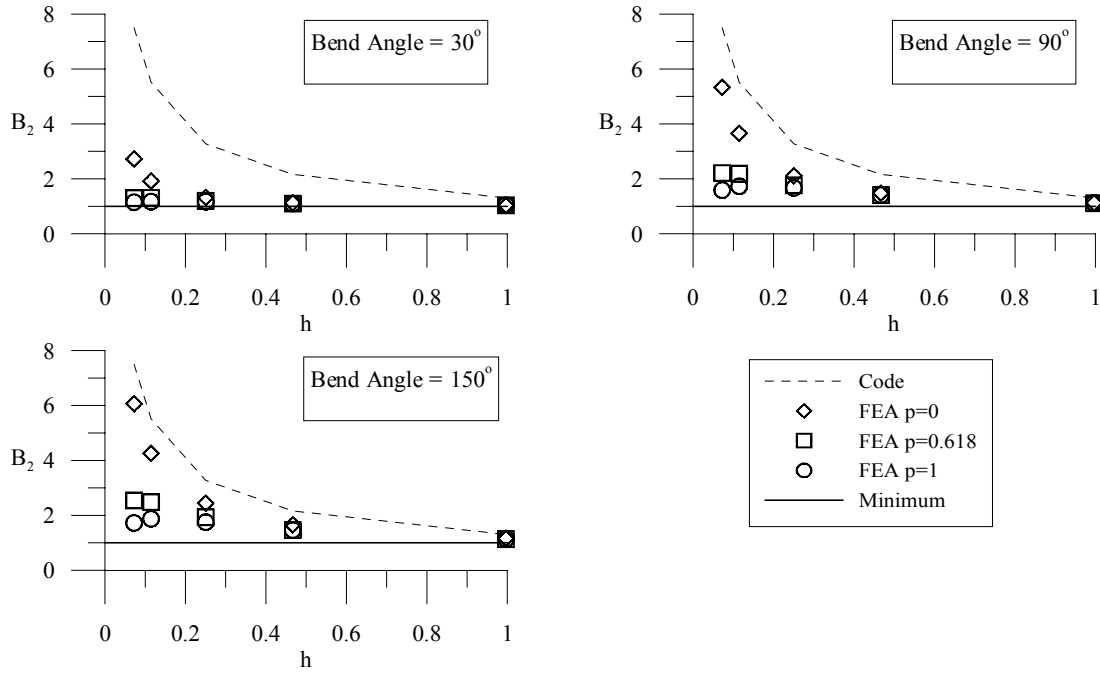 8
6
B₂ 4
2
0
Bend Angle = 30°
0 0.2 0.4 0.6 0.8 1
h
8
6
B₂ 4
2
0
Bend Angle = 90°
0 0.2 0.4 0.6 0.8 1
h
8
6
B₂ 4
2
0
Bend Angle = 150°
0 0.2 0.4 0.6 0.8 1
h
Code
FEA p=0
FEA p=0.618
FEA p=1
Minimum